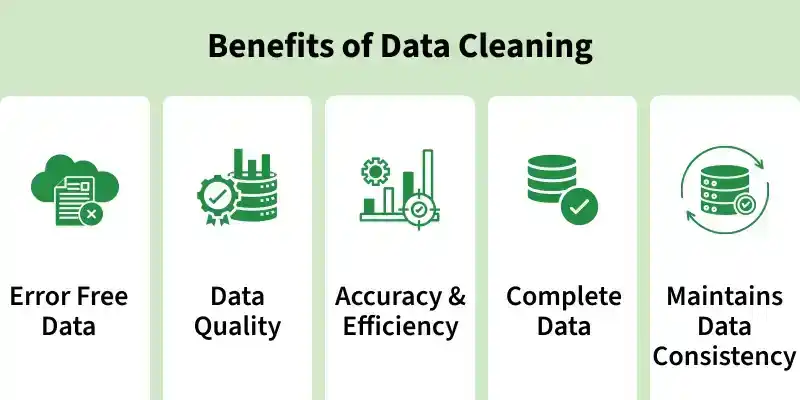 Benefits of Data Cleaning
Error Free
Data
Data
Quality
Accuracy &
Efficiency
Complete
Data
Maintains
Data
Consistency